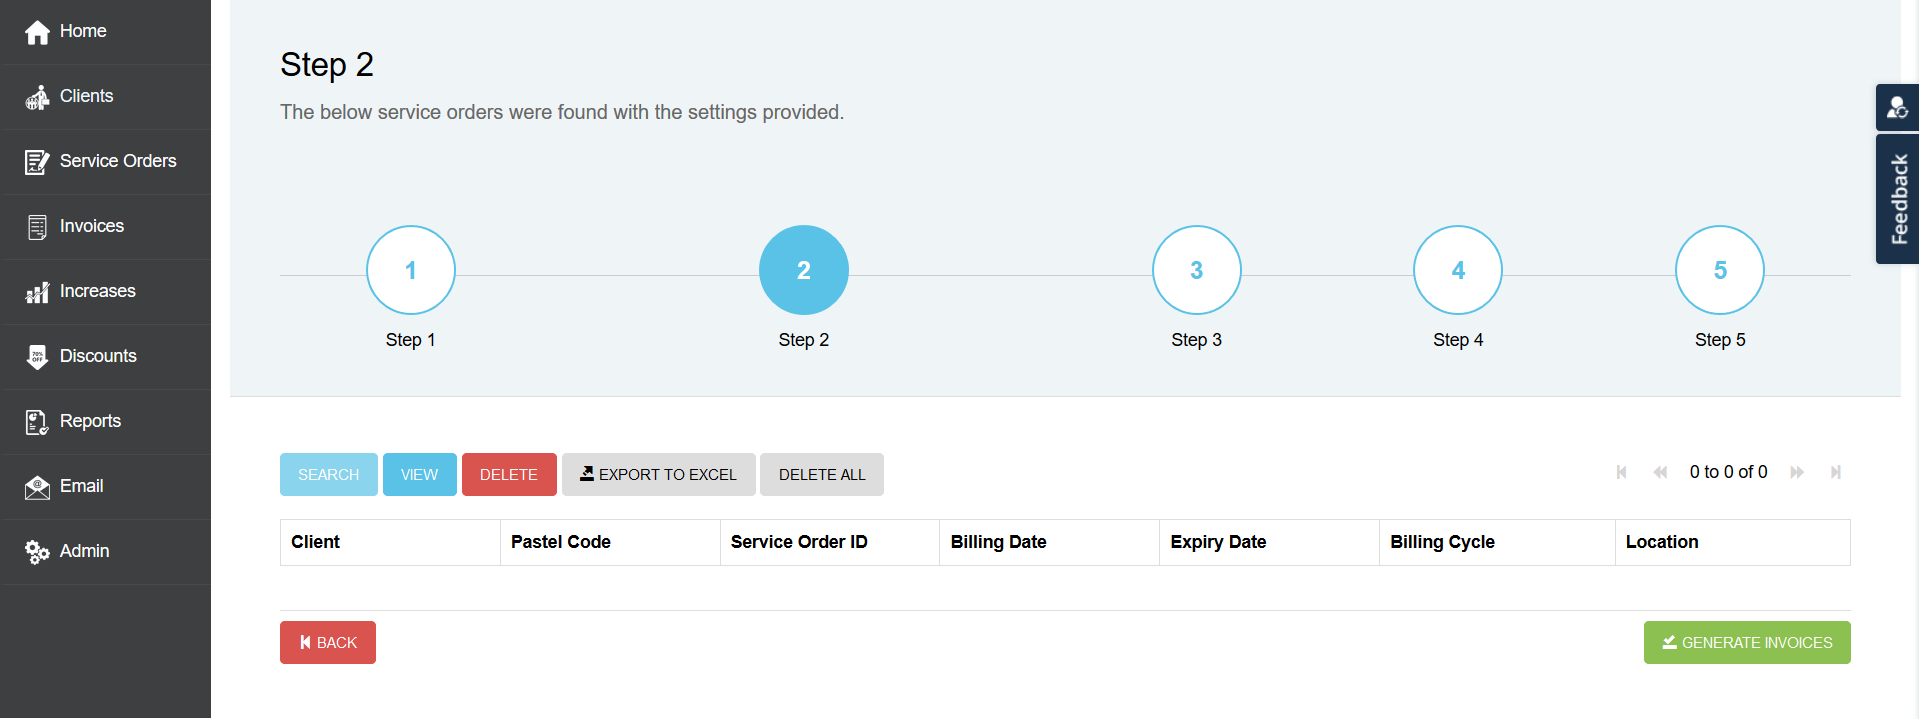 Home
Clients
Service Orders
Invoices
Increases
Discounts
Reports
Email
Admin
Step 2
The below service orders were found with the settings provided.
1 2 3 4 5
Step 1 Step 2 Step 3 Step 4 Step 5
Feedback
SEARCH VIEW DELETE EXPORT TO EXCEL DELETE ALL 0 to 0 of 0
Client Pastel Code Service Order ID Billing Date Expiry Date Billing Cycle Location
BACK GENERATE INVOICES